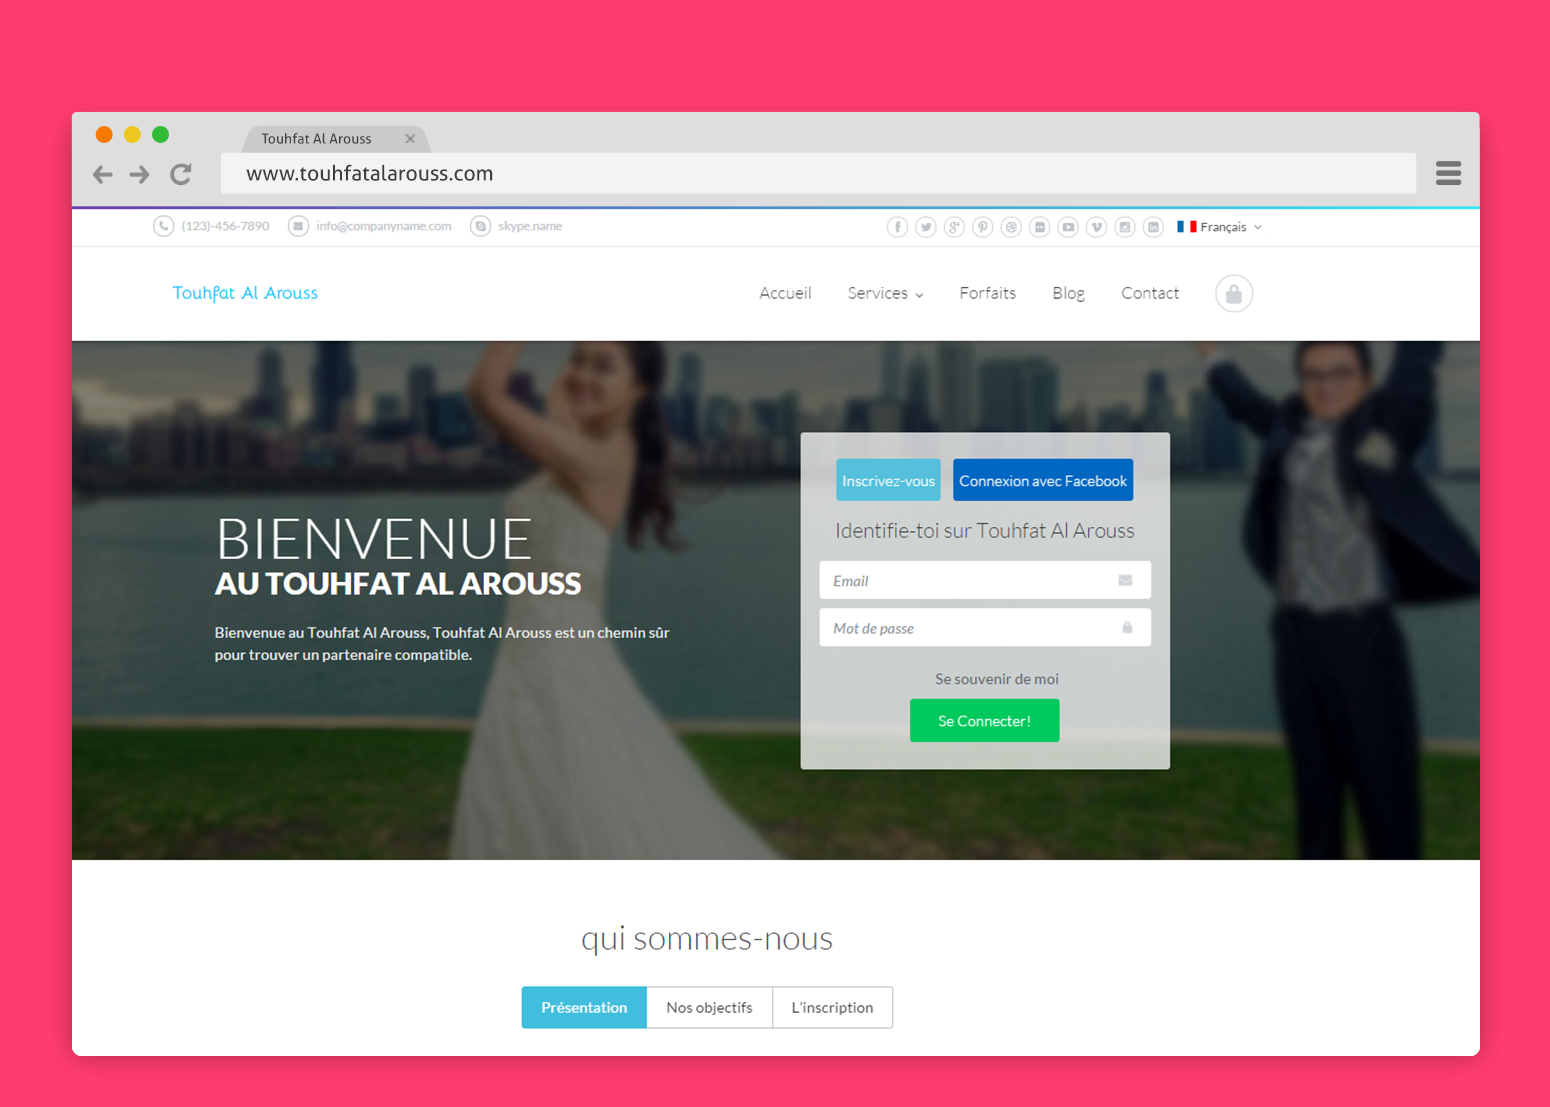 Touhfat Al Arouss
www.touhfatalarouss.com
(123)-456-7890 info@companyname.com skype.name Français
Touhfat Al Arouss Accueil Services Forfaits Blog Contact
BIENVENUE
AU TOUHFAT AL AROUSS
Bienvenue au Touhfat Al Arouss, Touhfat Al Arouss est un chemin sûr
pour trouver un partenaire compatible.
Inscrivez-vous Connexion avec Facebook
Identifie-toi sur Touhfat Al Arouss
Email
Mot de passe
Se souvenir de moi
Se Connecter!
qui sommes-nous
Présentation Nos objectifs L'inscription